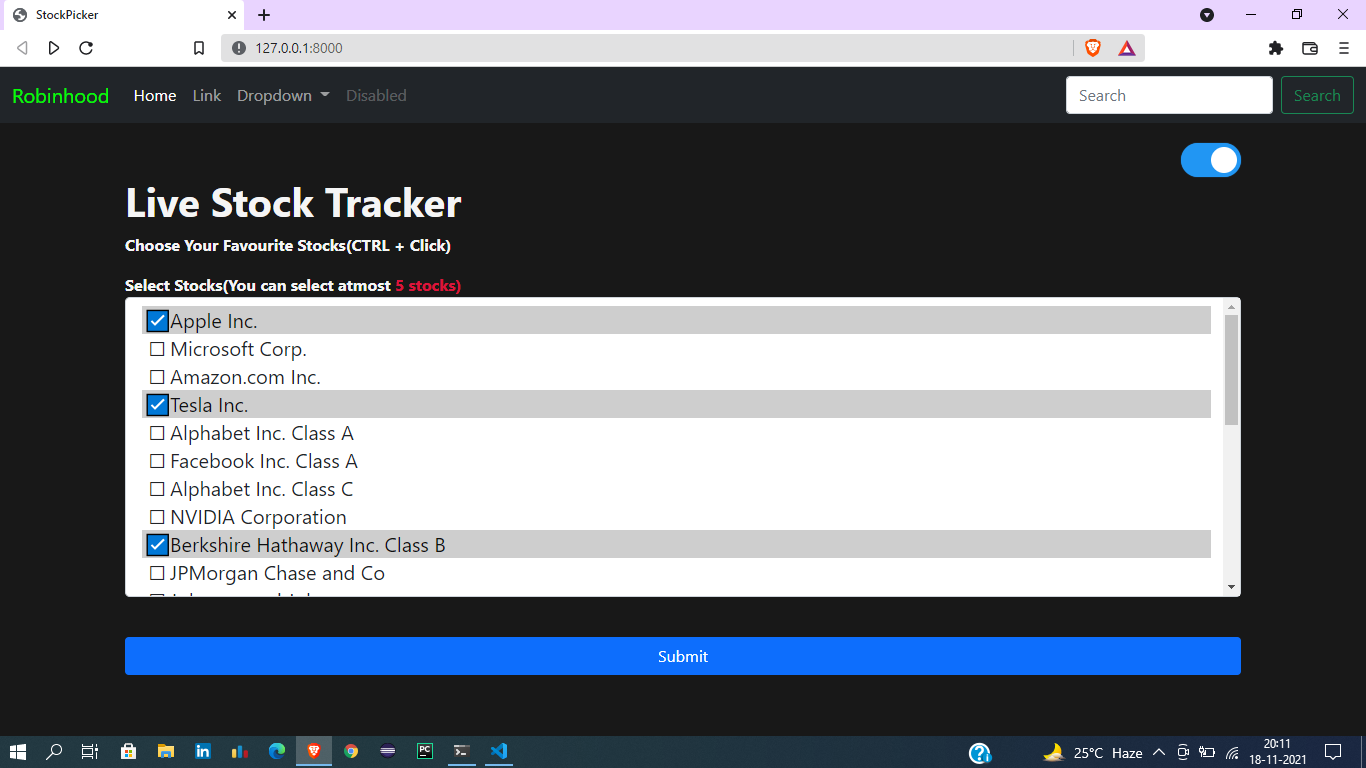 StockPicker
127.0.0.1:8000
Robinhood Home Link Dropdown Disabled Search Search
Live Stock Tracker
Choose Your Favourite Stocks(CTRL + Click)
Select Stocks(You can select atmost 5 stocks)
Apple Inc.
Microsoft Corp.
Amazon.com Inc.
Tesla Inc.
Alphabet Inc. Class A
Facebook Inc. Class A
Alphabet Inc. Class C
NVIDIA Corporation
Berkshire Hathaway Inc. Class B
JPMorgan Chase and Co
Submit
25°C Haze 20:11
18-11-2021